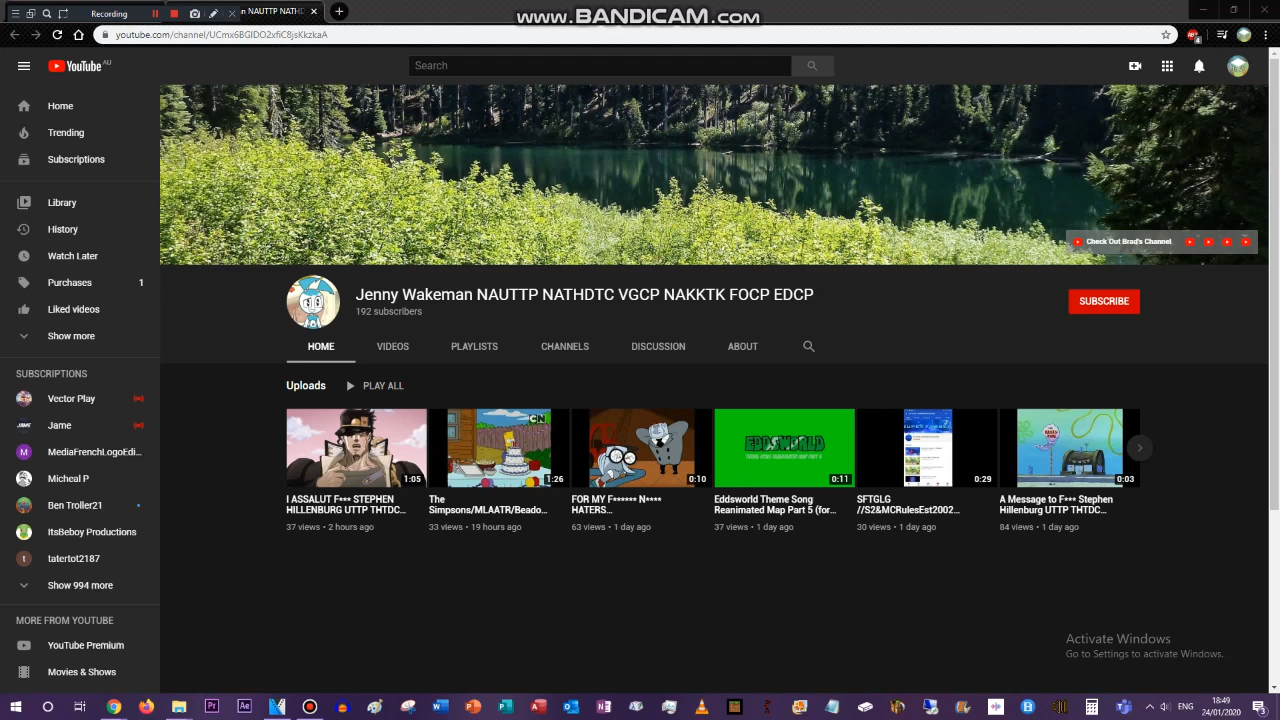 Recording
n NAUTTP NATHD
www.BANDICAM.com
youtube.com/channel/UCmx6BGIDO2xfiC8jsKkzkaA
4
YouTube AU
Search
Home
Trending
Subscriptions
Library
History
Watch Later
Purchases 1
Liked videos
Show more
SUBSCRIPTIONS
Vector Play
Jame
MediaFrenchLogoEdi...
Micheal P
Ben Troller21
ItsBeboy Productions
tatertot2187
Show 994 more
MORE FROM YOUTUBE
YouTube Premium
Movies & Shows
Check Out Brad's Channel
Jenny Wakeman NAUTTP NATHDTC VGCP NAKKTK FOCP EDCP
192 subscribers
SUBSCRIBE
HOME VIDEOS PLAYLISTS CHANNELS DISCUSSION ABOUT
Uploads PLAY ALL
1:05
CN
1:26
0:10
EDDSWORLD
0:11
0:29
0:03
I ASSALUT F*** STEPHEN
HILLENBURG UTTP THTDC...
37 views • 2 hours ago
The
Simpsons/MLAATR/Beado...
33 views • 19 hours ago
FOR MY F****** N****
HATERS...
63 views • 1 day ago
Eddsworld Theme Song
Reanimated Map Part 5 (for...
37 views • 1 day ago
SFTGLG
//S2&MCRulesEst2002...
30 views • 1 day ago
A Message to F*** Stephen
Hillenburg UTTP THTDC...
84 views • 1 day ago
Activate Windows
Go to Settings to activate Windows.
ENG
18:49
24/01/2020